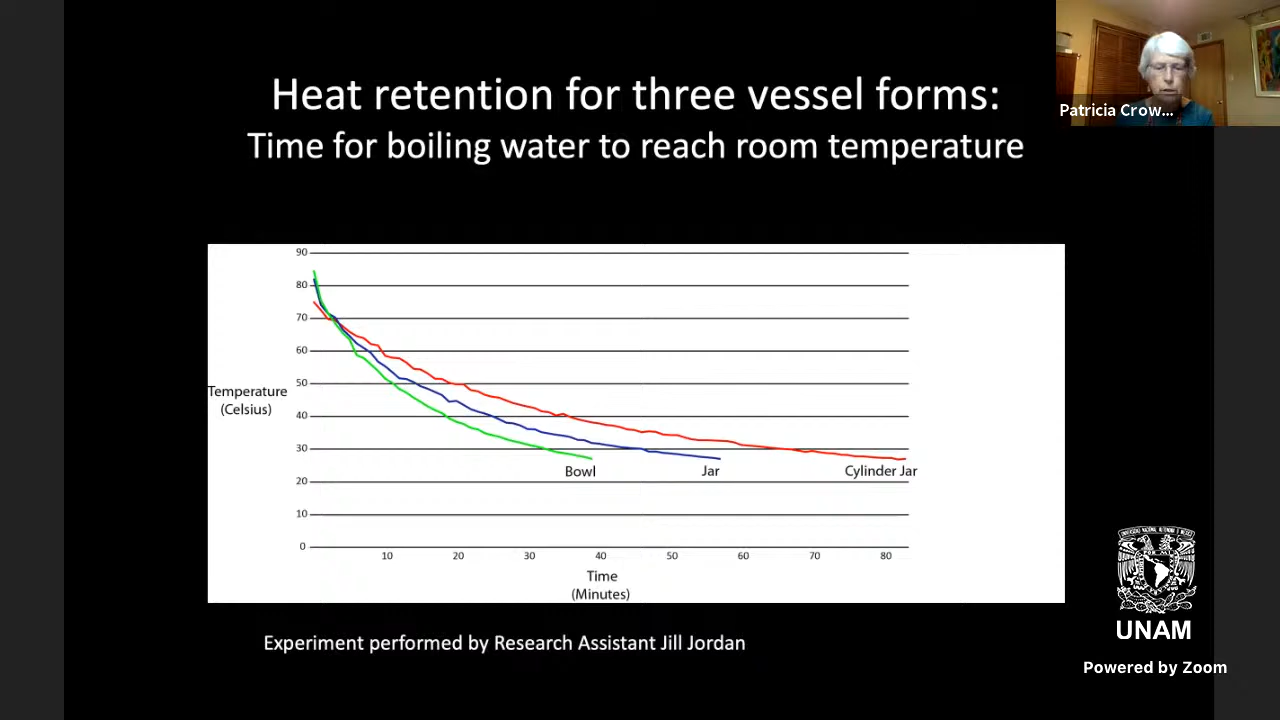 Heat retention for three vessel forms:
Time for boiling water to reach room temperature
Patricia Crow...
90
80
70
60
50
40
30
20
10
0
Temperature
(Celsius)
Bowl
Jar
Cylinder Jar
10 20 30 40 50 60 70 80
Time
(Minutes)
Experiment performed by Research Assistant Jill Jordan
UNAM
Powered by Zoom